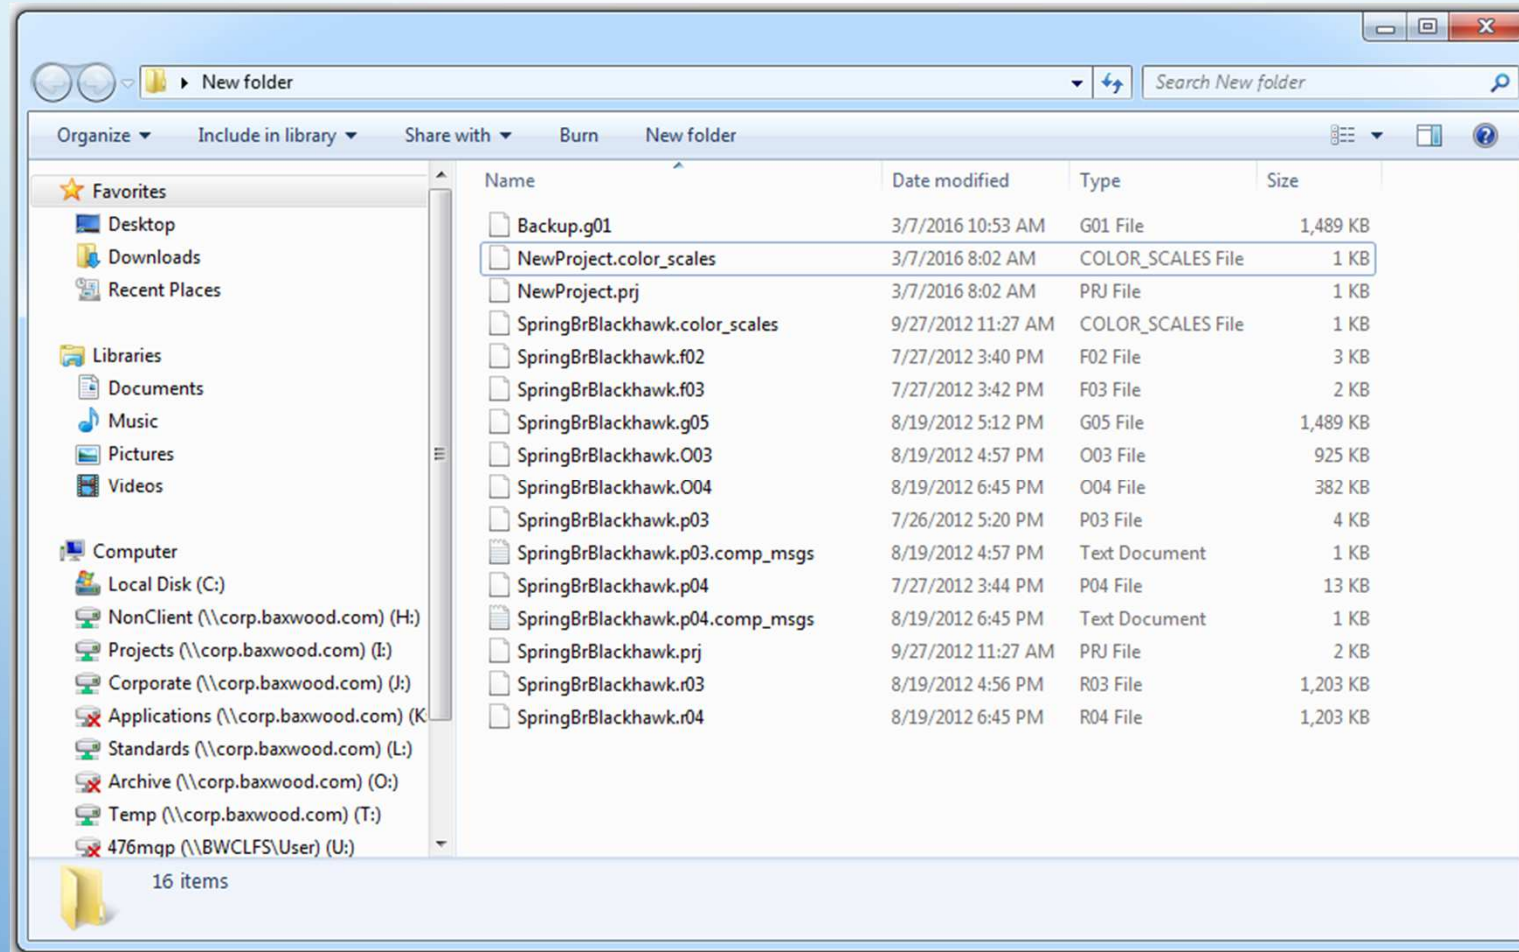 New folder
Search New folder
Organize Include in library Share with Burn New folder
Favorites
Desktop
Downloads
Recent Places
Libraries
Documents
Music
Pictures
Videos
Computer
Local Disk (C:)
NonClient (\\corp.baxwood.com) (H:)
Projects (\\corp.baxwood.com) (I:)
Corporate (\\corp.baxwood.com) (J:)
Applications (\\corp.baxwood.com) (K:
Standards (\\corp.baxwood.com) (L:)
Archive (\\corp.baxwood.com) (O:)
Temp (\\corp.baxwood.com) (T:)
476mgp (\\BWCLFS\User) (U:)
Name Date modified Type Size
Backup.g01 3/7/2016 10:53 AM G01 File 1,489 KB
NewProject.color_scales 3/7/2016 8:02 AM COLOR_SCALES File 1 KB
NewProject.prj 3/7/2016 8:02 AM PRJ File 1 KB
SpringBrBlackhawk.color_scales 9/27/2012 11:27 AM COLOR_SCALES File 1 KB
SpringBrBlackhawk.f02 7/27/2012 3:40 PM F02 File 3 KB
SpringBrBlackhawk.f03 7/27/2012 3:42 PM F03 File 2 KB
SpringBrBlackhawk.g05 8/19/2012 5:12 PM G05 File 1,489 KB
SpringBrBlackhawk.O03 8/19/2012 4:57 PM O03 File 925 KB
SpringBrBlackhawk.O04 8/19/2012 6:45 PM O04 File 382 KB
SpringBrBlackhawk.p03 7/26/2012 5:20 PM P03 File 4 KB
SpringBrBlackhawk.p03.comp_msgs 8/19/2012 4:57 PM Text Document 1 KB
SpringBrBlackhawk.p04 7/27/2012 3:44 PM P04 File 13 KB
SpringBrBlackhawk.p04.comp_msgs 8/19/2012 6:45 PM Text Document 1 KB
SpringBrBlackhawk.prj 9/27/2012 11:27 AM PRJ File 2 KB
SpringBrBlackhawk.r03 8/19/2012 4:56 PM R03 File 1,203 KB
SpringBrBlackhawk.r04 8/19/2012 6:45 PM R04 File 1,203 KB
16 items